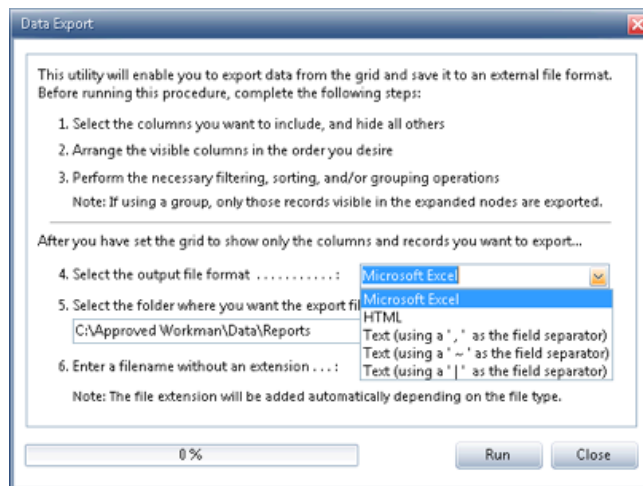 Data Export
This utility will enable you to export data from the grid and save it to an external file format.
Before running this procedure, complete the following steps:
1. Select the columns you want to include, and hide all others
2. Arrange the visible columns in the order you desire
3. Perform the necessary filtering, sorting, and/or grouping operations
Note: If using a group, only those records visible in the expanded nodes are exported.
After you have set the grid to show only the columns and records you want to export...
4. Select the output file format . . . . . . . . . . . :
Microsoft Excel
Microsoft Excel
HTML
Text (using a ' , ' as the field separator)
Text (using a ' ~ ' as the field separator)
Text (using a ' | ' as the field separator)
5. Select the folder where you want the export fil
C:\Approved Workman\Data\Reports
6. Enter a filename without an extension . . . :
Note: The file extension will be added automatically depending on the file type.
0 %
Run
Close